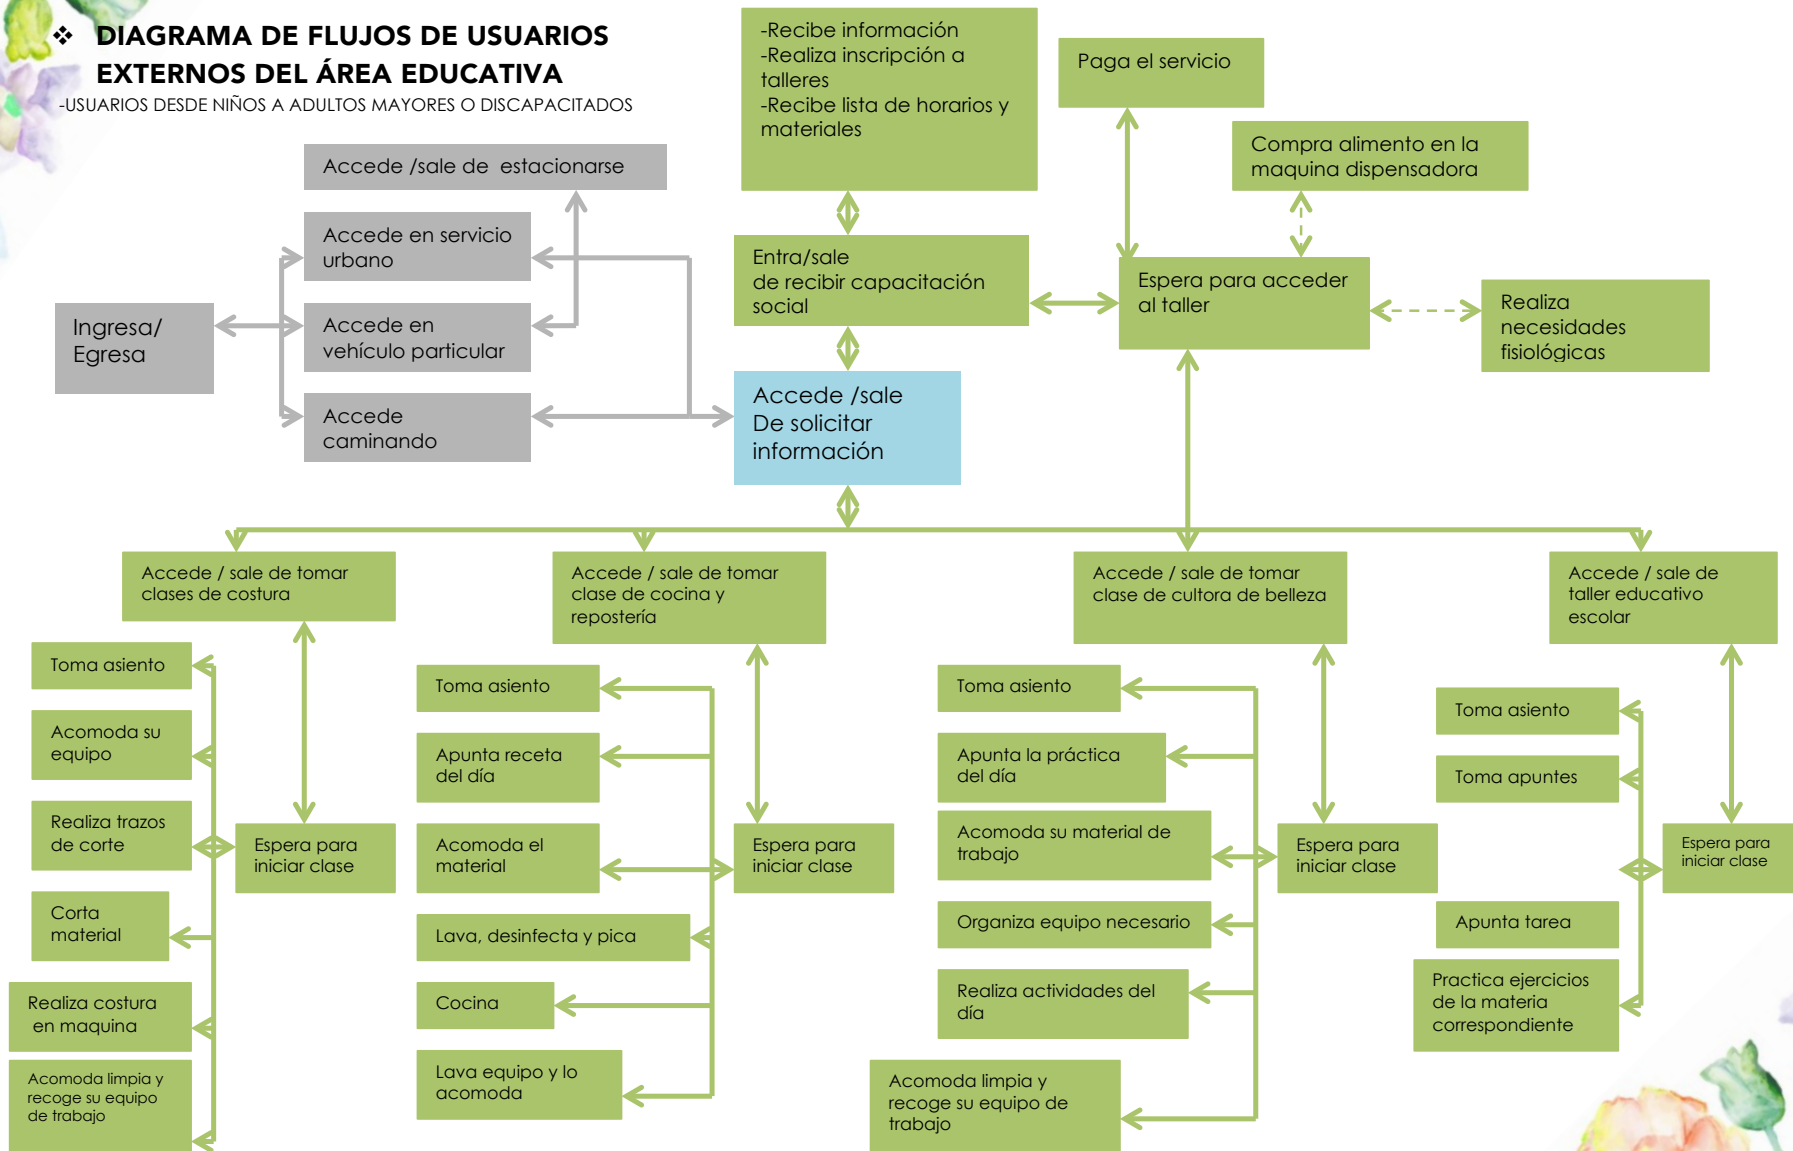 ❖ DIAGRAMA DE FLUJOS DE USUARIOS
EXTERNOS DEL ÁREA EDUCATIVA
-USUARIOS DESDE NIÑOS A ADULTOS MAYORES O DISCAPACITADOS
-Recibe información
-Realiza inscripción a
talleres
-Recibe lista de horarios y
materiales
Paga el servicio
Compra alimento en la
maquina dispensadora
Accede /sale de estacionarse
Accede en servicio
urbano
Entra/sale
de recibir capacitación
social
Espera para acceder
al taller
Realiza
necesidades
fisiológicas
Ingresa/
Egresa
Accede en
vehículo particular
Accede
caminando
Accede /sale
De solicitar
información
Accede / sale de tomar
clases de costura
Accede / sale de tomar
clase de cocina y
repostería
Accede / sale de tomar
clase de cultora de belleza
Accede / sale de
taller educativo
escolar
Toma asiento
Acomoda su
equipo
Realiza trazos
de corte
Espera para
iniciar clase
Corta
material
Realiza costura
en maquina
Acomoda limpia y
recoge su equipo
de trabajo
Toma asiento
Apunta receta
del día
Acomoda el
material
Espera para
iniciar clase
Lava, desinfecta y pica
Cocina
Lava equipo y lo
acomoda
Toma asiento
Apunta la práctica
del día
Acomoda su material de
trabajo
Espera para
iniciar clase
Organiza equipo necesario
Realiza actividades del
día
Acomoda limpia y
recoge su equipo de
trabajo
Toma asiento
Toma apuntes
Espera para
iniciar clase
Apunta tarea
Practica ejercicios
de la materia
correspondiente